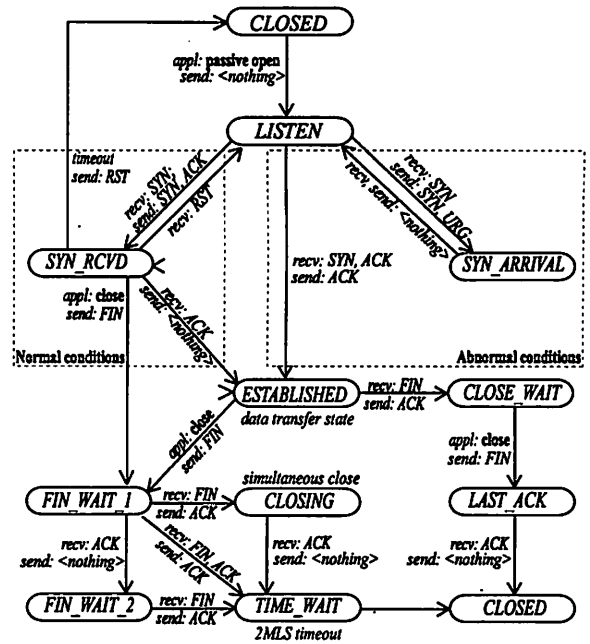 CLOSED
appl: passive open
send: <nothing>
LISTEN
timeout
send: RST
recv: SYN;
send: SYN, ACK
recv: RST
recv: SYN
send: SYN, URG
recv, send: <nothing>
SYN_RCVD
recv: SYN, ACK
send: ACK
SYN_ARRIVAL
appl: close
send: FIN
recv: ACK
send: <nothing>
Normal conditions
Abnormal conditions
ESTABLISHED
data transfer state
recv: FIN
send: ACK
CLOSE_WAIT
appl: close
send: FIN
appl: close
send: FIN
simultaneous close
FIN_WAIT_1
recv: FIN
send: ACK
CLOSING
LAST_ACK
recv: ACK
send: <nothing>
recv: FIN, ACK
send: ACK
recv: ACK
send: <nothing>
recv: ACK
send: <nothing>
FIN_WAIT_2
recv: FIN
send: ACK
TIME_WAIT
CLOSED
2MLS timeout